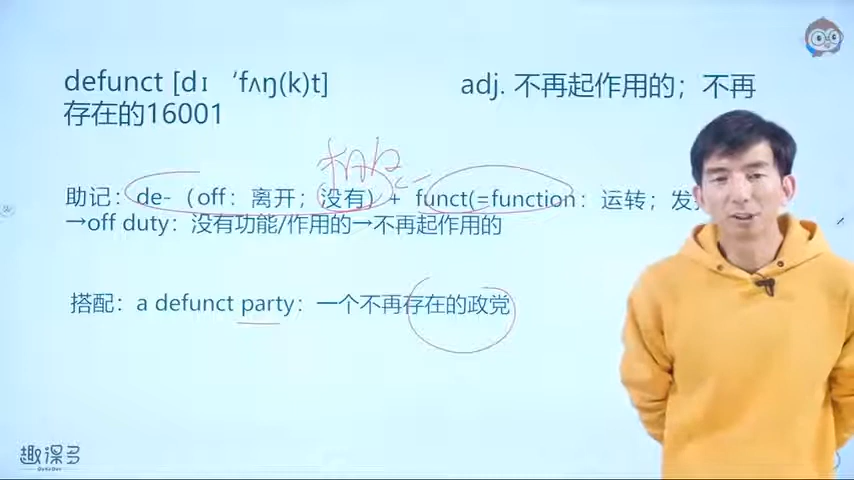 defunct [dɪ ‘fʌŋ(k)t]
adj. 不再起作用的；不再
存在的16001
助记：de-（off：离开；没有）+ funct(=function：运转；发
→off duty：没有功能/作用的→不再起作用的
搭配：a defunct party：一个不再存在的政党
趣课多